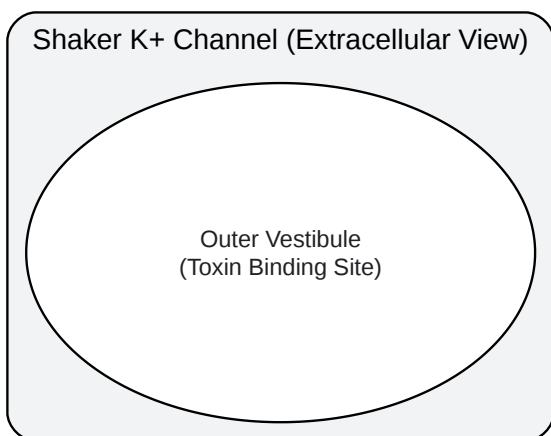 Shaker K+ Channel (Extracellular View)
Outer Vestibule
(Toxin Binding Site)